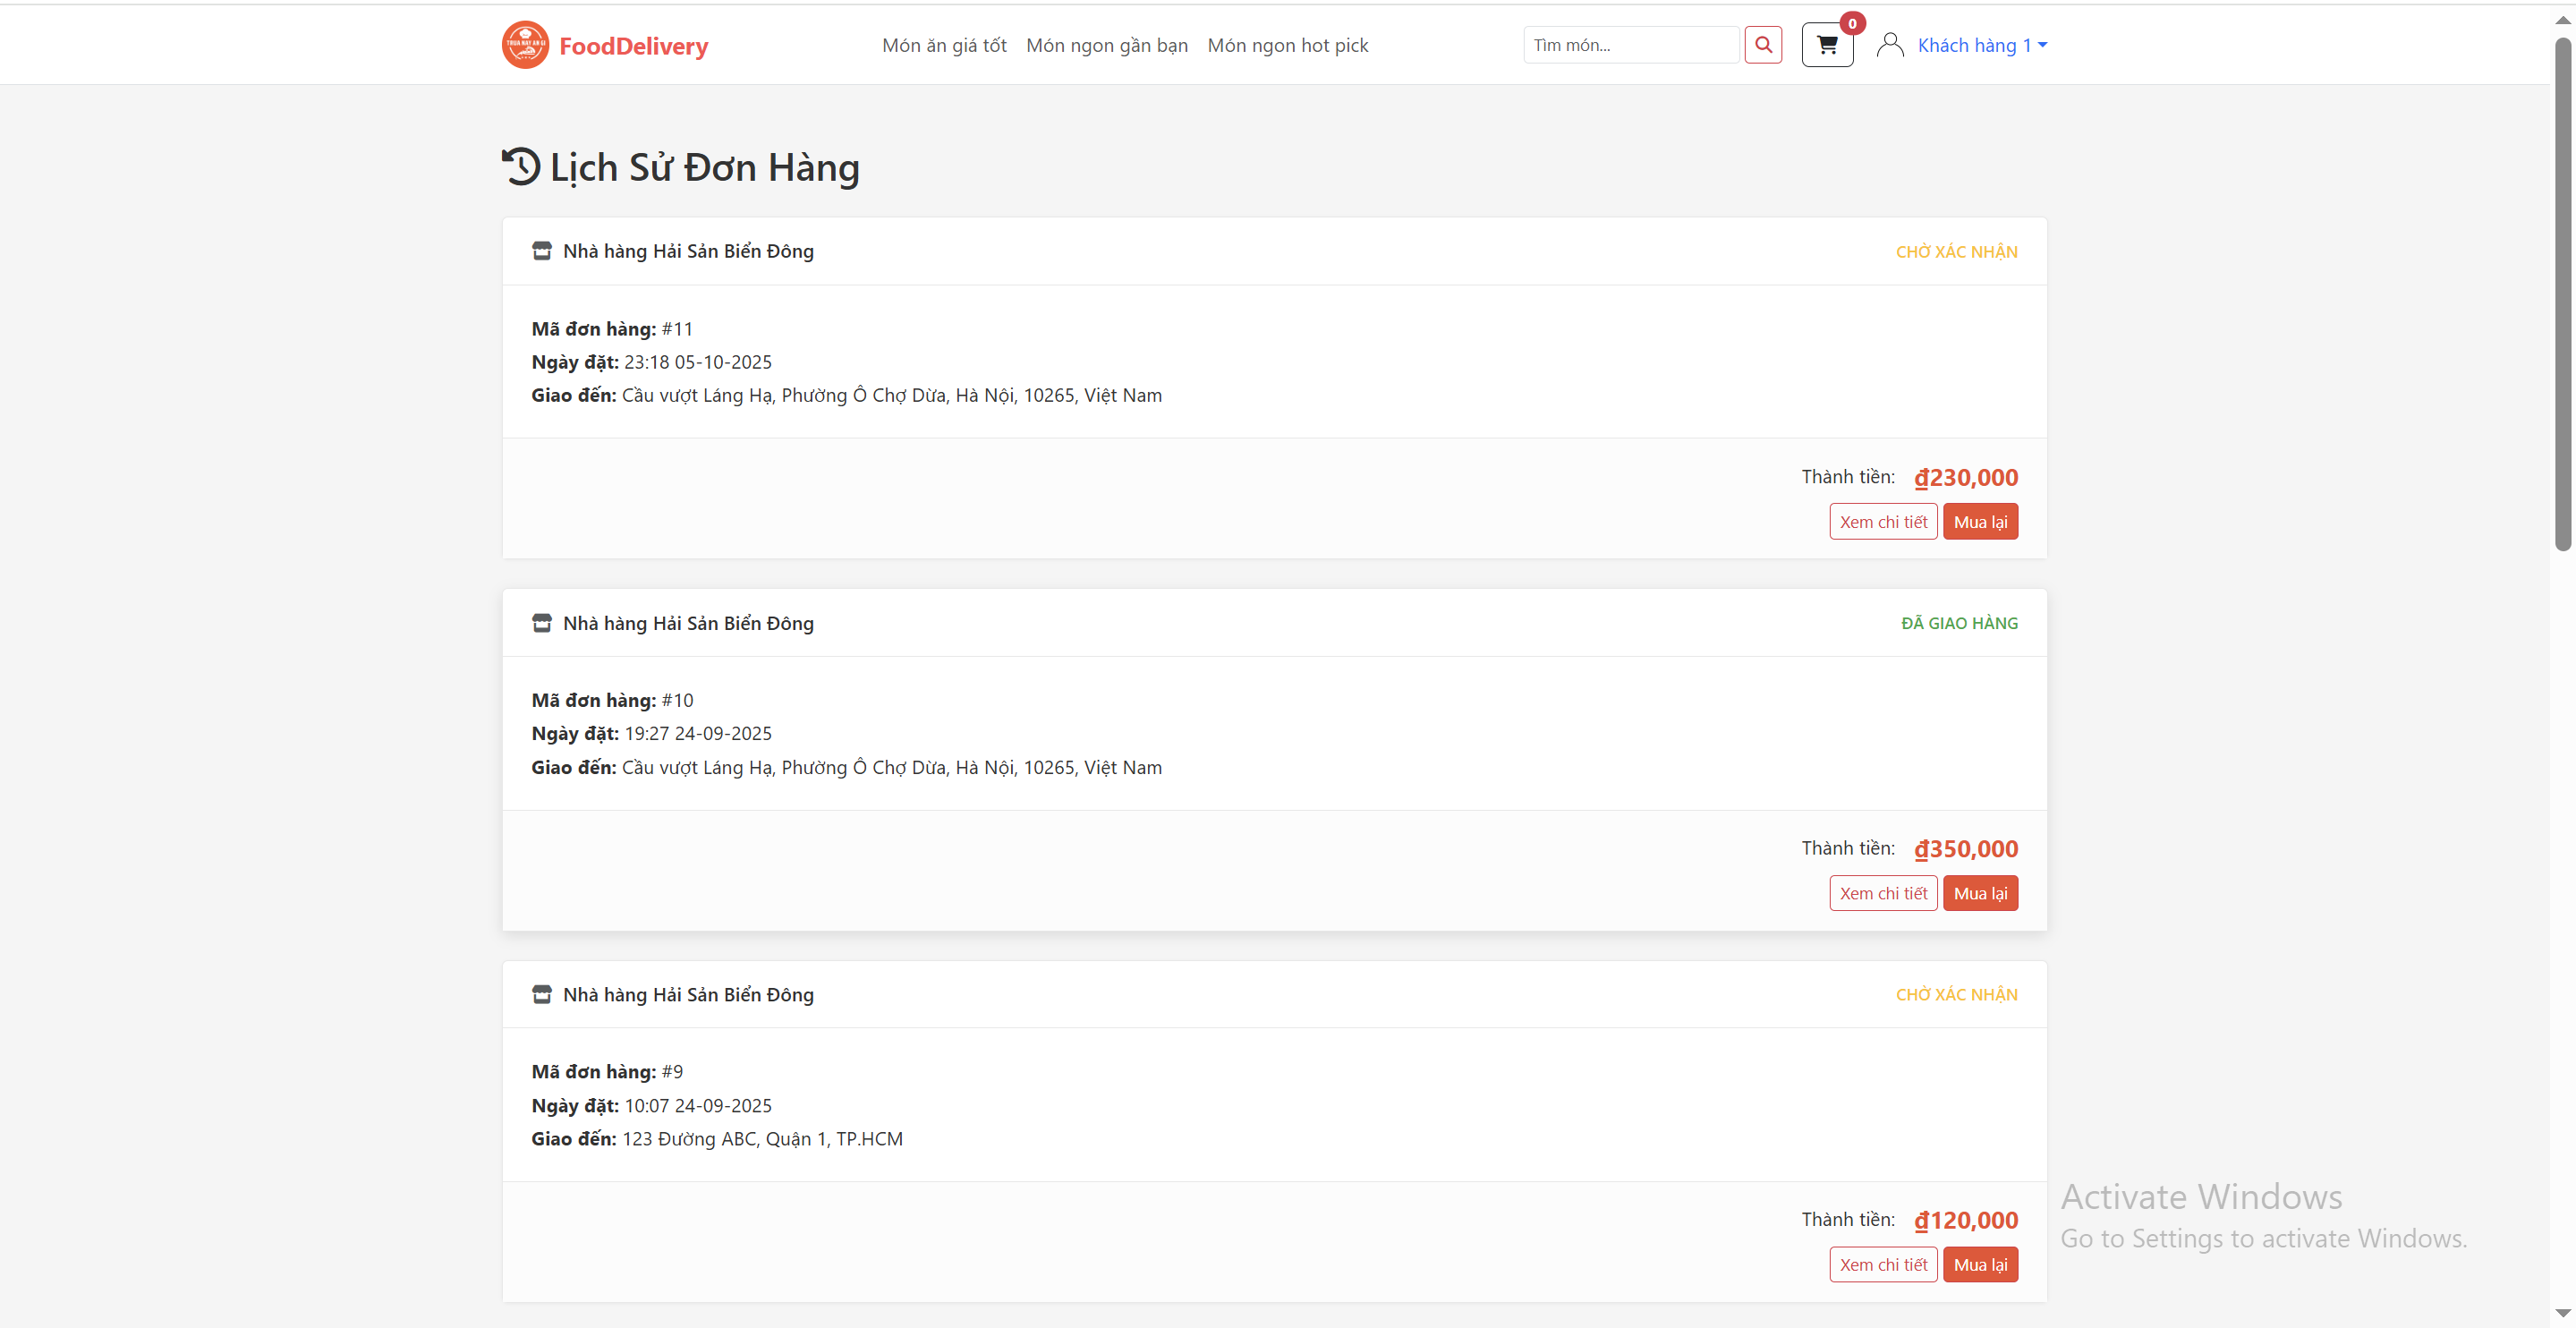 TRUA NAY AN GI
FoodDelivery
Món ăn giá tốt
Món ngon gần bạn
Món ngon hot pick
Tìm món...
0
Khách hàng 1
Lịch Sử Đơn Hàng
Nhà hàng Hải Sản Biển Đông
CHỜ XÁC NHẬN
Mã đơn hàng: #11
Ngày đặt: 23:18 05-10-2025
Giao đến: Cầu vượt Láng Hạ, Phường Ô Chợ Dừa, Hà Nội, 10265, Việt Nam
Thành tiền: ₫230,000
Xem chi tiết
Mua lại
Nhà hàng Hải Sản Biển Đông
ĐÃ GIAO HÀNG
Mã đơn hàng: #10
Ngày đặt: 19:27 24-09-2025
Giao đến: Cầu vượt Láng Hạ, Phường Ô Chợ Dừa, Hà Nội, 10265, Việt Nam
Thành tiền: ₫350,000
Xem chi tiết
Mua lại
Nhà hàng Hải Sản Biển Đông
CHỜ XÁC NHẬN
Mã đơn hàng: #9
Ngày đặt: 10:07 24-09-2025
Giao đến: 123 Đường ABC, Quận 1, TP.HCM
Thành tiền: ₫120,000
Xem chi tiết
Mua lại
Activate Windows
Go to Settings to activate Windows.